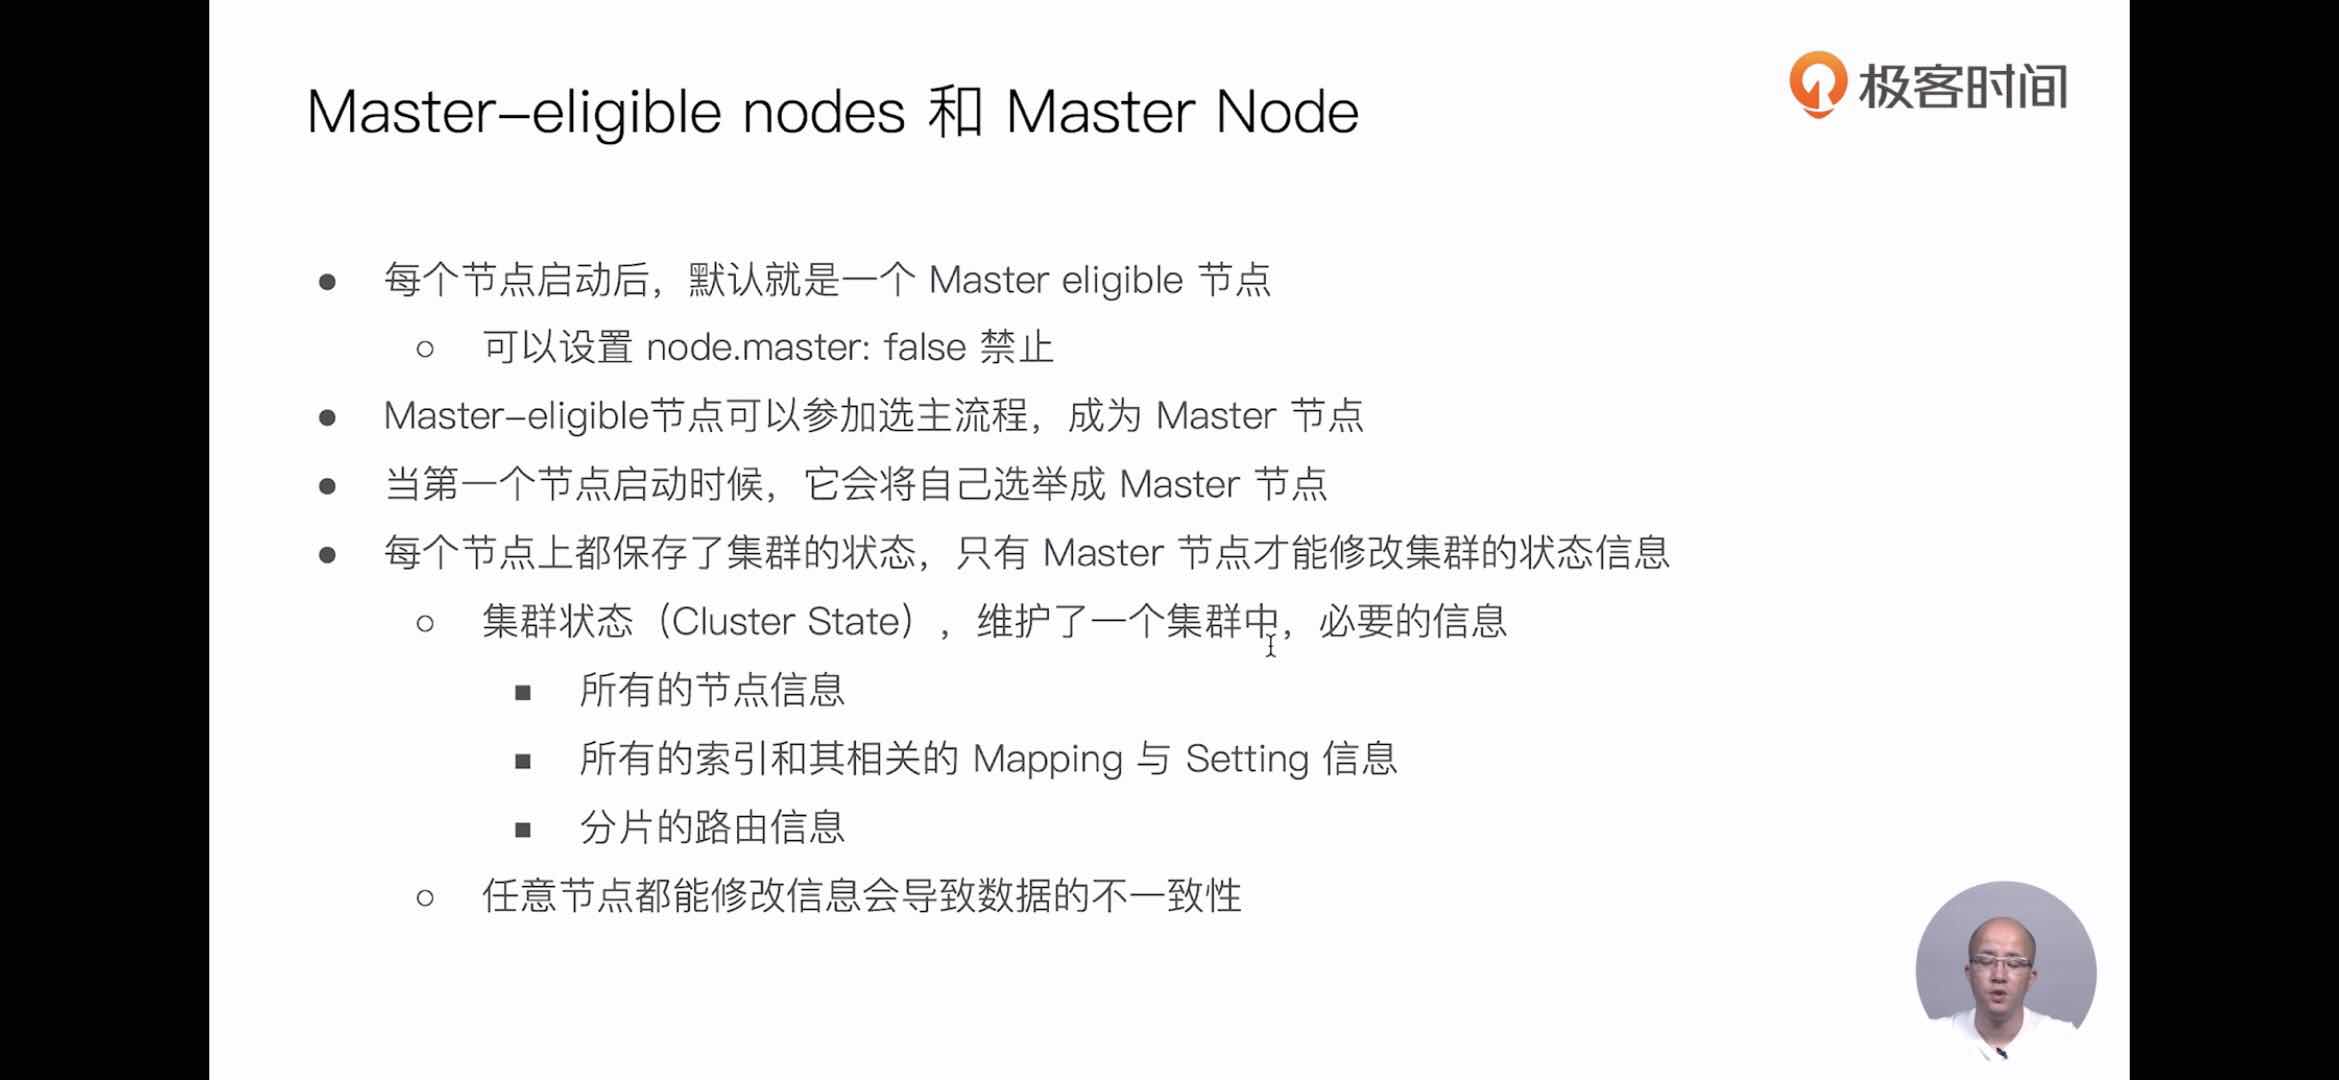 极客时间
Master-eligible nodes 和 Master Node
● 每个节点启动后，默认就是一个 Master eligible 节点
○ 可以设置 node.master: false 禁止
● Master-eligible节点可以参加选主流程，成为 Master 节点
● 当第一个节点启动时候，它会将自己选举成 Master 节点
● 每个节点上都保存了集群的状态，只有 Master 节点才能修改集群的状态信息
○ 集群状态（Cluster State），维护了一个集群中，必要的信息
■ 所有的节点信息
■ 所有的索引和其相关的 Mapping 与 Setting 信息
■ 分片的路由信息
○ 任意节点都能修改信息会导致数据的不一致性